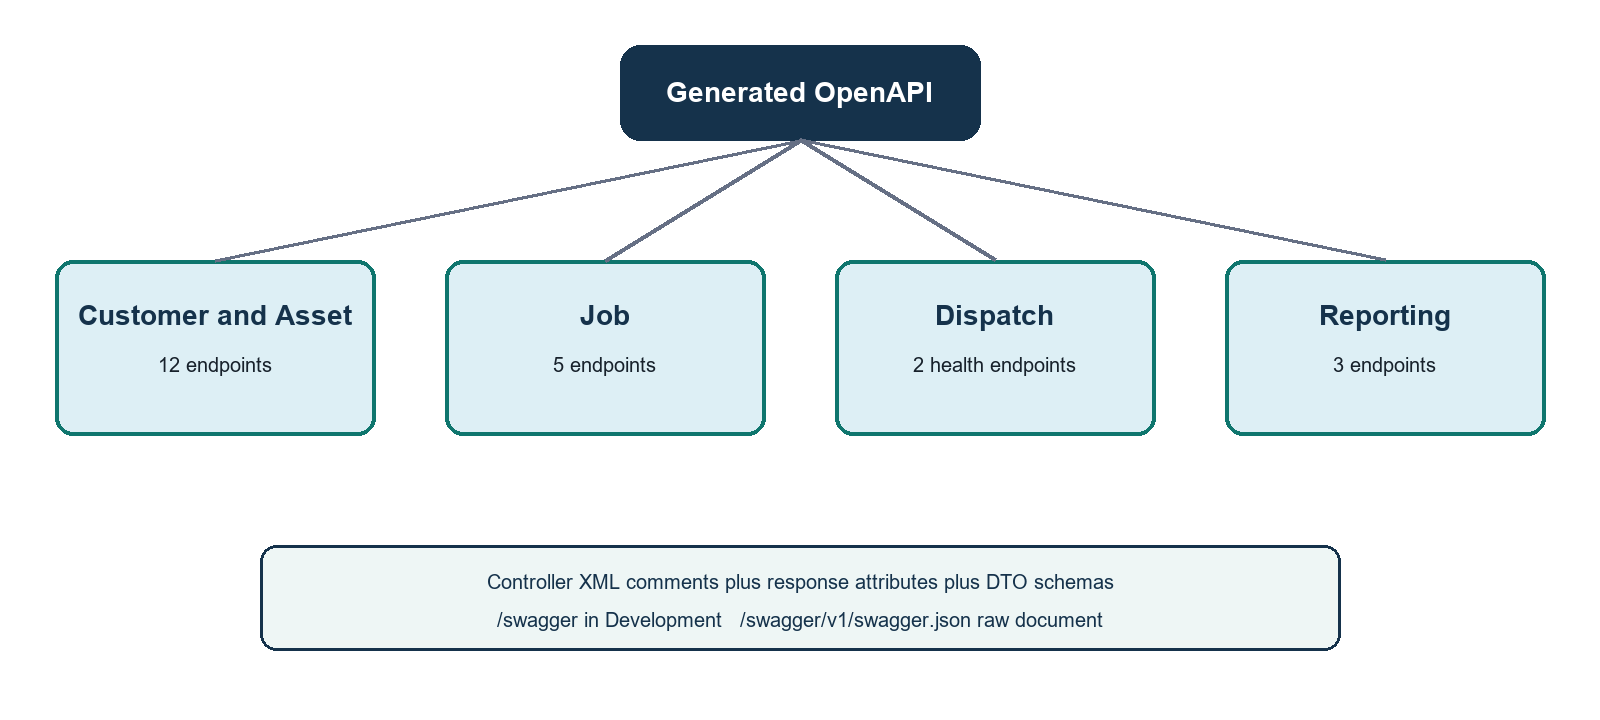 Generated OpenAPI
Customer and Asset
12 endpoints
Job
5 endpoints
Dispatch
2 health endpoints
Reporting
3 endpoints
Controller XML comments plus response attributes plus DTO schemas
/swagger in Development /swagger/v1/swagger.json raw document